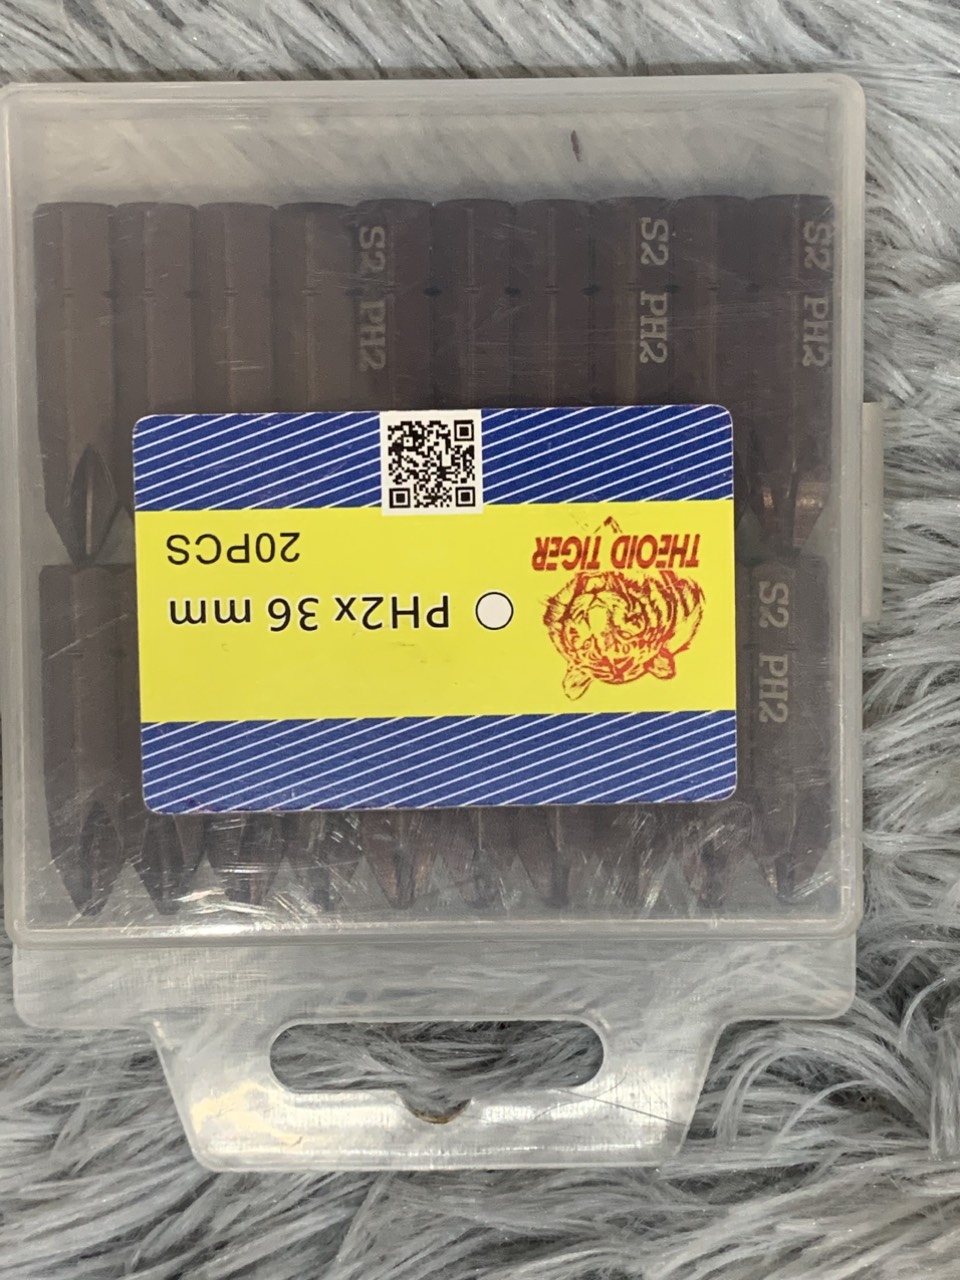 S2 PH2
S2 PH2
S2 PH2
THEOID TIGER
PH2x 36 mm
20PCS
S2 PH2